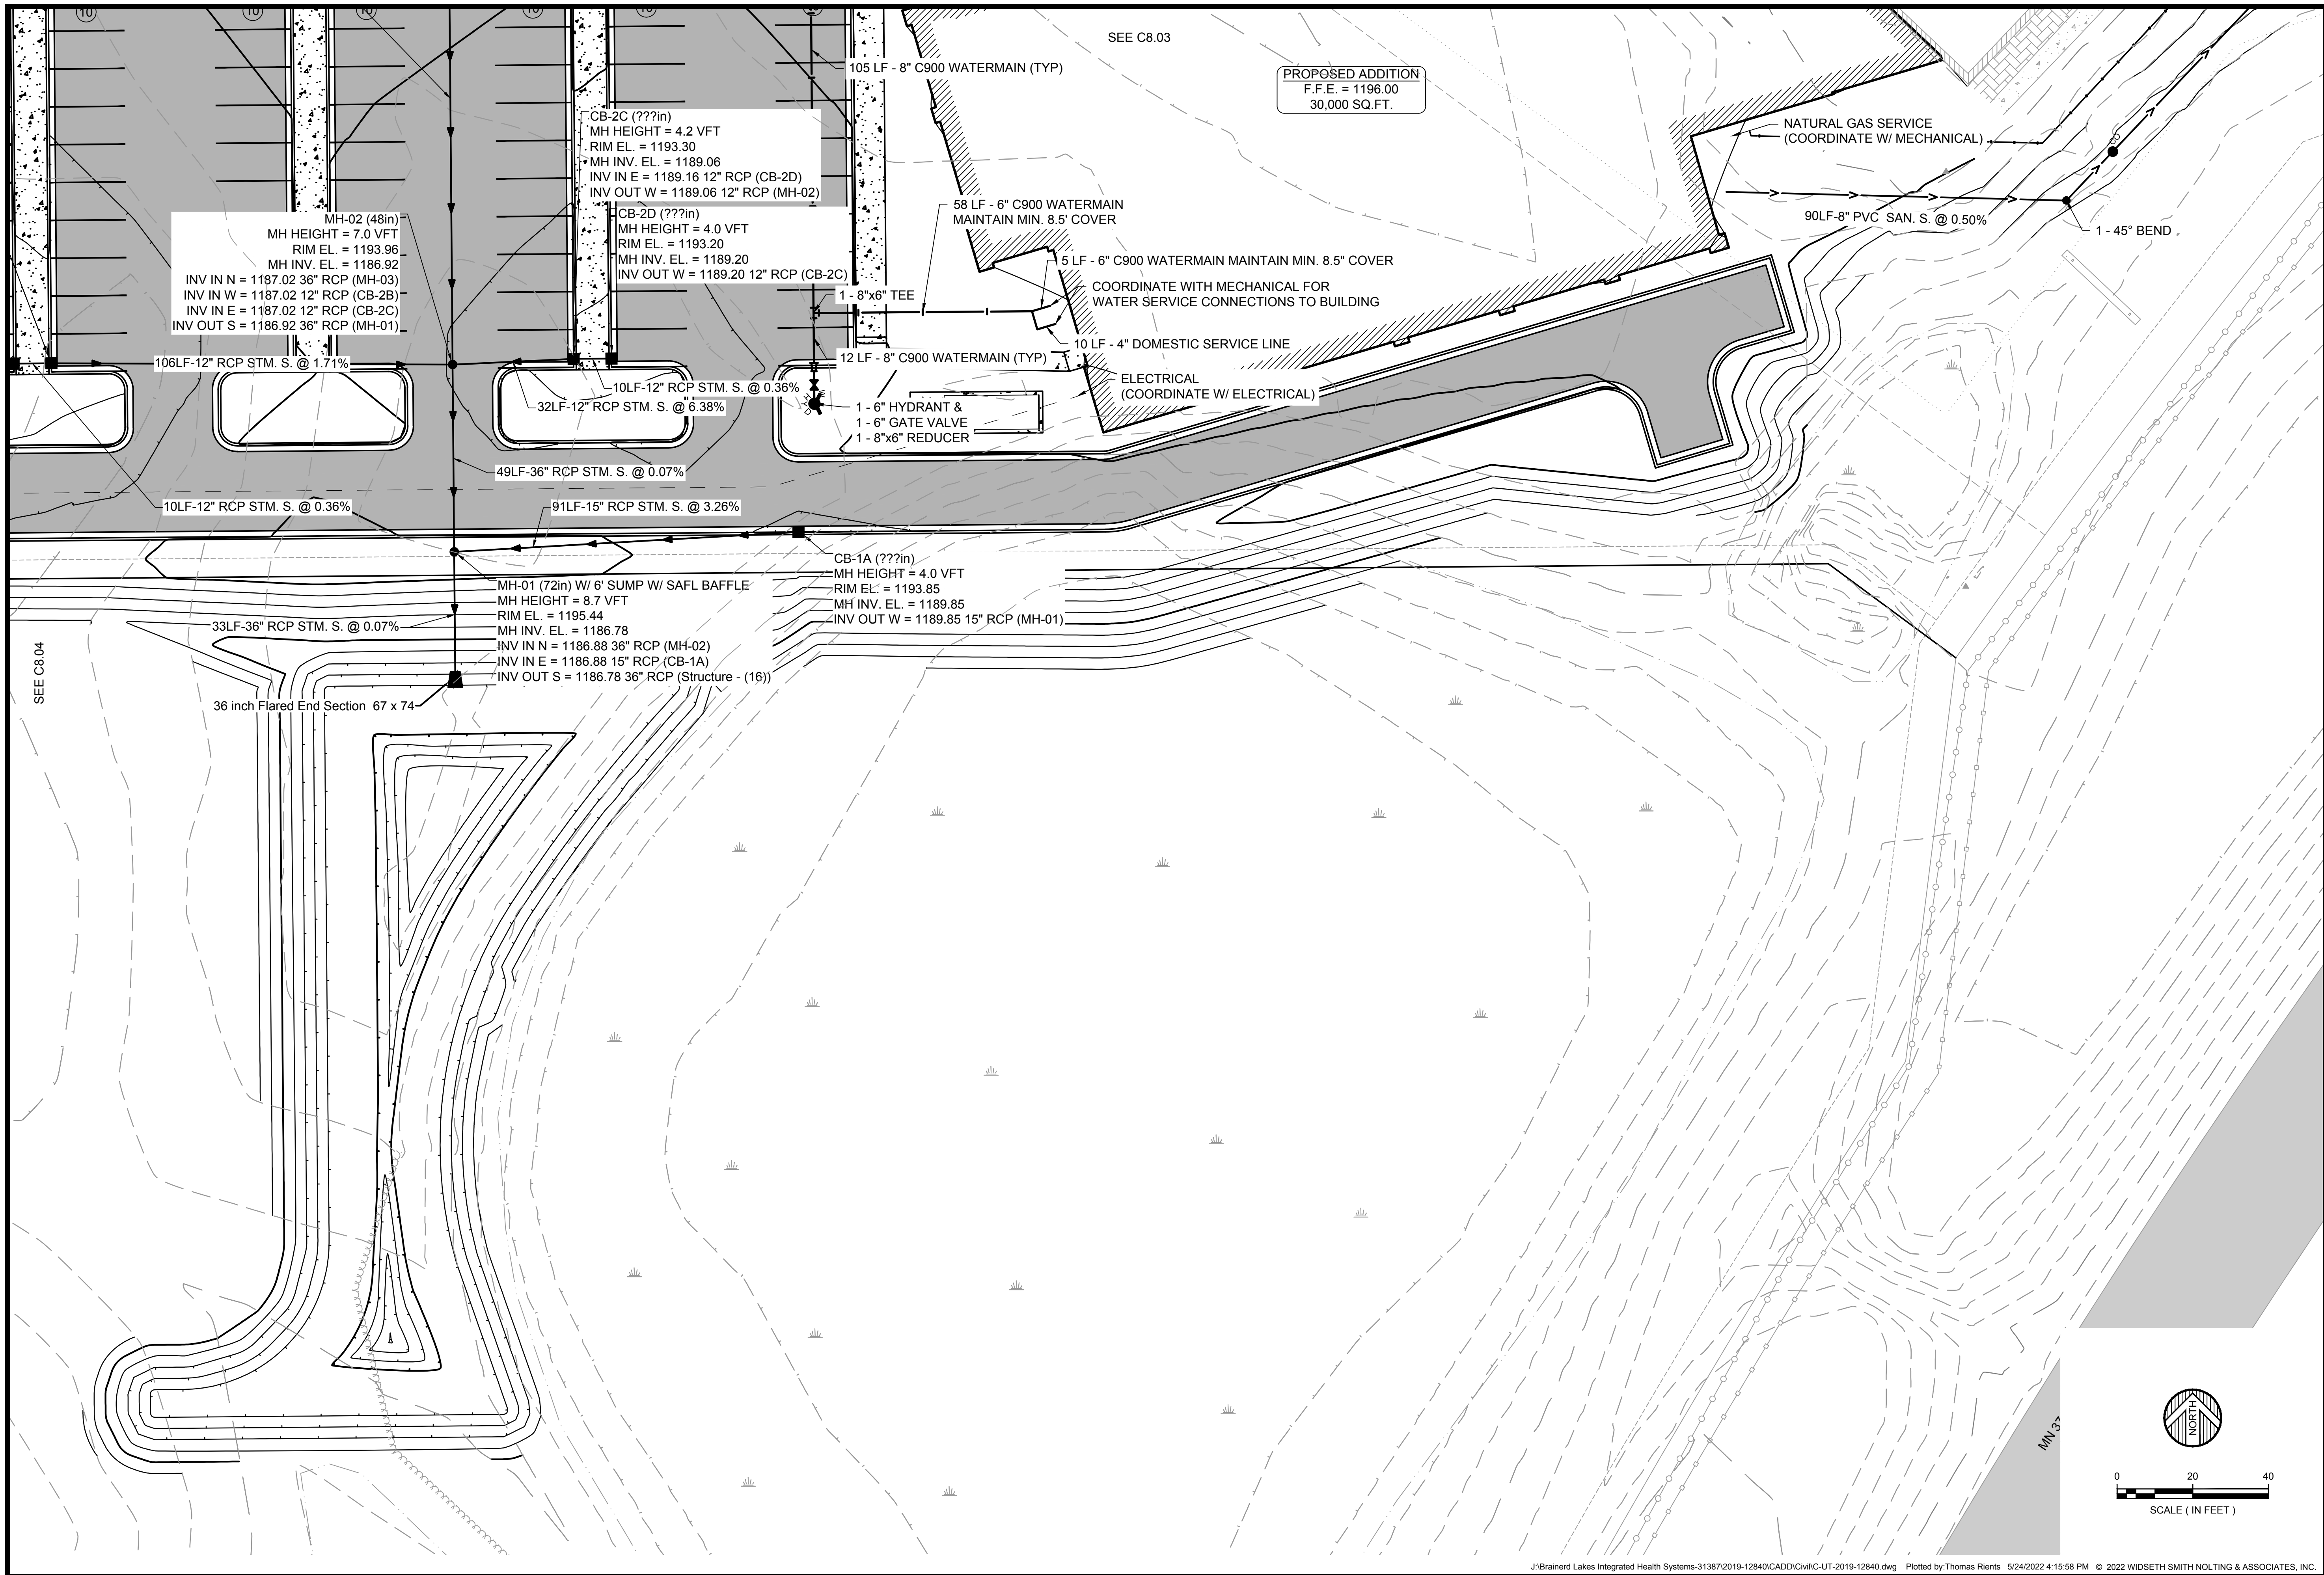 10
10
10
10
10
SEE C8.03
105 LF - 8" C900 WATERMAIN (TYP)
PROPOSED ADDITION
F.F.E. = 1196.00
30,000 SQ.FT.
CB-2C (???in)
MH HEIGHT = 4.2 VFT
RIM EL. = 1193.30
MH INV. EL. = 1189.06
INV IN E = 1189.16 12" RCP (CB-2D)
INV OUT W = 1189.06 12" RCP (MH-02)
NATURAL GAS SERVICE
(COORDINATE W/ MECHANICAL)
CO
58 LF - 6" C900 WATERMAIN
MAINTAIN MIN. 8.5' COVER
MH-02 (48in)
MH HEIGHT = 7.0 VFT
RIM EL. = 1193.96
MH INV. EL. = 1186.92
INV IN N = 1187.02 36" RCP (MH-03)
INV IN W = 1187.02 12" RCP (CB-2B)
INV IN E = 1187.02 12" RCP (CB-2C)
INV OUT S = 1186.92 36" RCP (MH-01)
CB-2D (???in)
MH HEIGHT = 4.0 VFT
RIM EL. = 1193.20
MH INV. EL. = 1189.20
INV OUT W = 1189.20 12" RCP (CB-2C)
90LF-8" PVC SAN. S. @ 0.50%
1 - 45° BEND
5 LF - 6" C900 WATERMAIN MAINTAIN MIN. 8.5" COVER
COORDINATE WITH MECHANICAL FOR
WATER SERVICE CONNECTIONS TO BUILDING
1 - 8"x6" TEE
10 LF - 4" DOMESTIC SERVICE LINE
12 LF - 8" C900 WATERMAIN (TYP)
106LF-12" RCP STM. S. @ 1.71%
10LF-12" RCP STM. S. @ 0.36%
32LF-12" RCP STM. S. @ 6.38%
ELECTRICAL
(COORDINATE W/ ELECTRICAL)
HYD
1 - 6" HYDRANT &
1 - 6" GATE VALVE
1 - 8"x6" REDUCER
49LF-36" RCP STM. S. @ 0.07%
10LF-12" RCP STM. S. @ 0.36%
91LF-15" RCP STM. S. @ 3.26%
CB-1A (???in)
MH HEIGHT = 4.0 VFT
RIM EL. = 1193.85
MH INV. EL. = 1189.85
INV OUT W = 1189.85 15" RCP (MH-01)
MH-01 (72in) W/ 6' SUMP W/ SAFL BAFFLE
MH HEIGHT = 8.7 VFT
RIM EL. = 1195.44
MH INV. EL. = 1186.78
INV IN N = 1186.88 36" RCP (MH-02)
INV IN E = 1186.88 15" RCP (CB-1A)
INV OUT S = 1186.78 36" RCP (Structure - (16))
33LF-36" RCP STM. S. @ 0.07%
SEE C8.04
36 inch Flared End Section 67 x 74
MN
NORTH
0 20 40
SCALE ( IN FEET )
J:\Brainerd Lakes Integrated Health Systems-31387\2019-12840\CADD\Civil\C-UT-2019-12840.dwg Plotted by:Thomas Rients 5/24/2022 4:15:58 PM © 2022 WIDSETH SMITH NOLTING & ASSOCIATES, INC